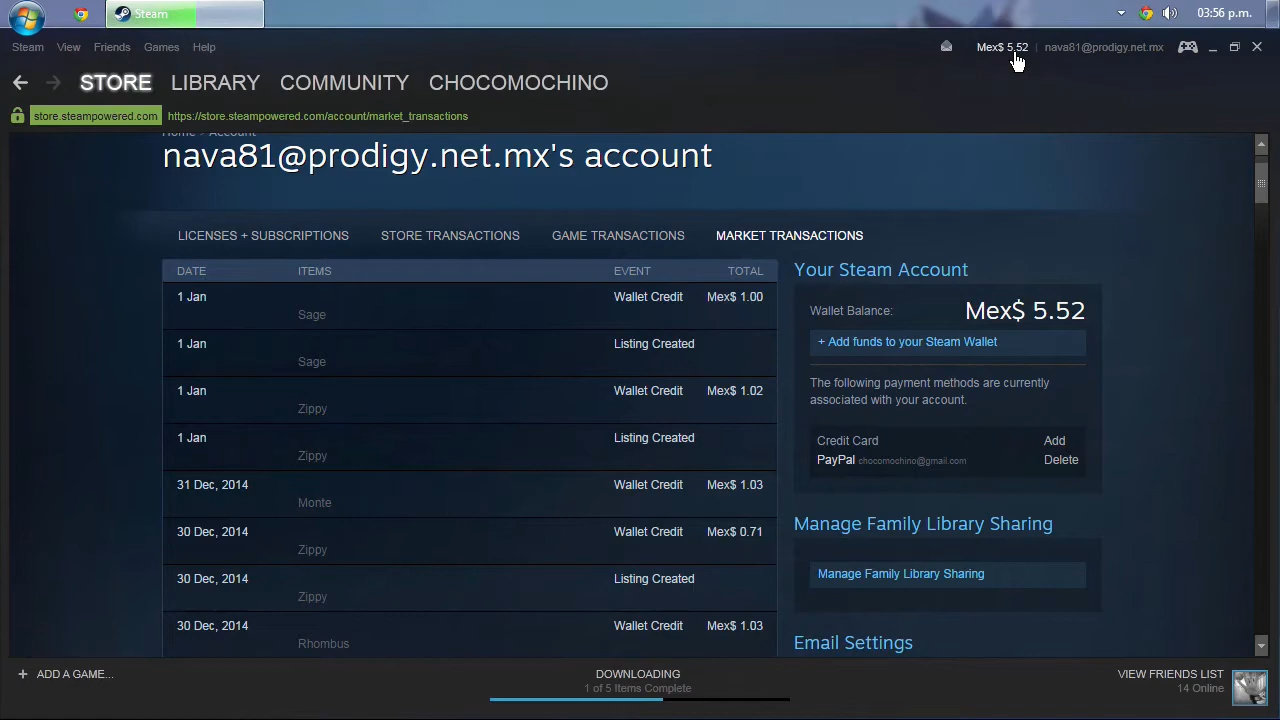 Steam
03:56 p.m.
Steam View Friends Games Help
Mex$ 5.52 nava81@prodigy.net.mx
STORE LIBRARY COMMUNITY CHOCOMOCHINO
store.steampowered.com https://store.steampowered.com/account/market_transactions
Home > Account
nava81@prodigy.net.mx's account
LICENSES + SUBSCRIPTIONS STORE TRANSACTIONS GAME TRANSACTIONS MARKET TRANSACTIONS
DATE ITEMS EVENT TOTAL
1 Jan Wallet Credit Mex$ 1.00
Sage
1 Jan Listing Created
Sage
1 Jan Wallet Credit Mex$ 1.02
Zippy
1 Jan Listing Created
Zippy
31 Dec, 2014 Wallet Credit Mex$ 1.03
Monte
30 Dec, 2014 Wallet Credit Mex$ 0.71
Zippy
30 Dec, 2014 Listing Created
Zippy
30 Dec, 2014 Wallet Credit Mex$ 1.03
Rhombus
Your Steam Account
Wallet Balance: Mex$ 5.52
+ Add funds to your Steam Wallet
The following payment methods are currently
associated with your account.
Credit Card Add
PayPal chocomochino@gmail.com Delete
Manage Family Library Sharing
Manage Family Library Sharing
Email Settings
+ ADD A GAME...
DOWNLOADING
1 of 5 Items Complete
VIEW FRIENDS LIST
14 Online